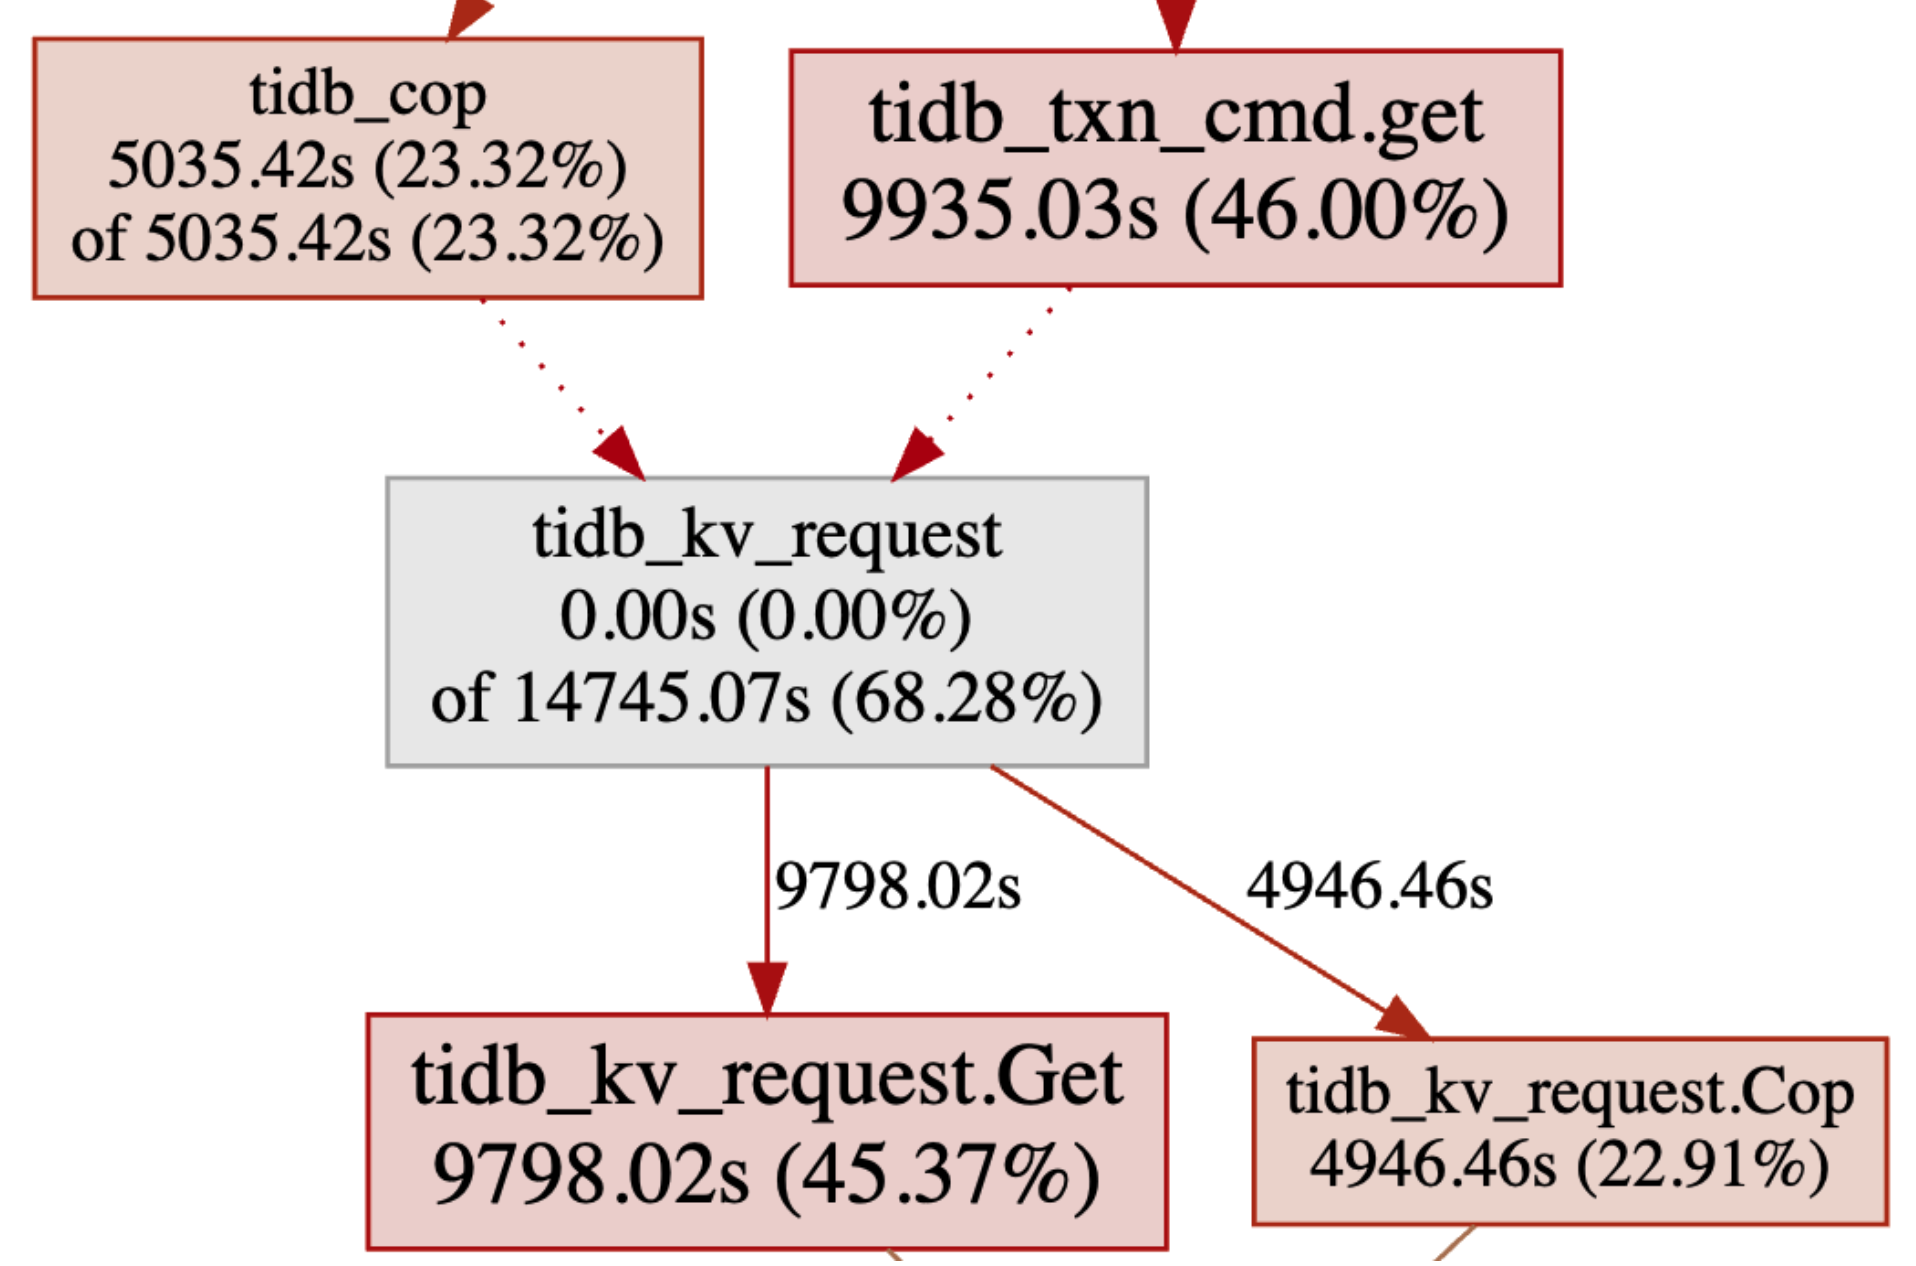 tidb_cop
5035.42s (23.32%)
of 5035.42s (23.32%)
tidb_txn_cmd.get
9935.03s (46.00%)
tidb_kv_request
0.00s (0.00%)
of 14745.07s (68.28%)
9798.02s
4946.46s
tidb_kv_request.Get
9798.02s (45.37%)
tidb_kv_request.Cop
4946.46s (22.91%)